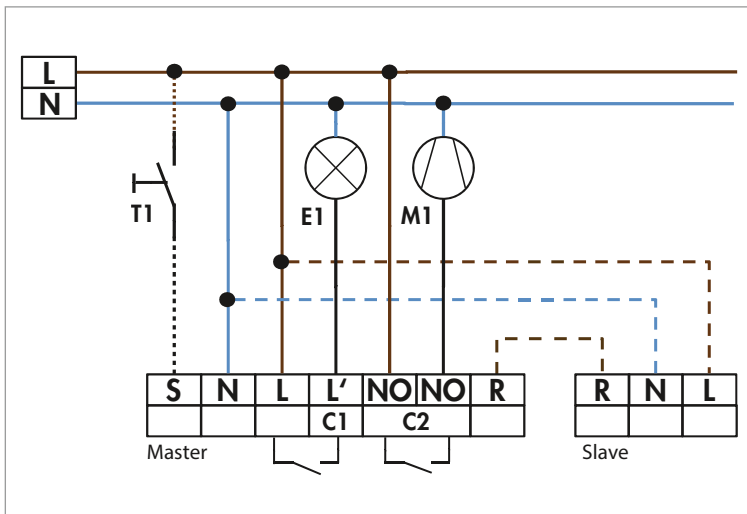 L
N
T1
E1
M1
S N L L’ NO NO R
C1 C2
R N L
Master
Slave